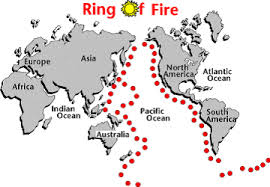 Ring Of Fire
Europe
Asia
North
America
Atlantic
Ocean
Africa
Indian
Ocean
Pacific
Ocean
South
America
Australia